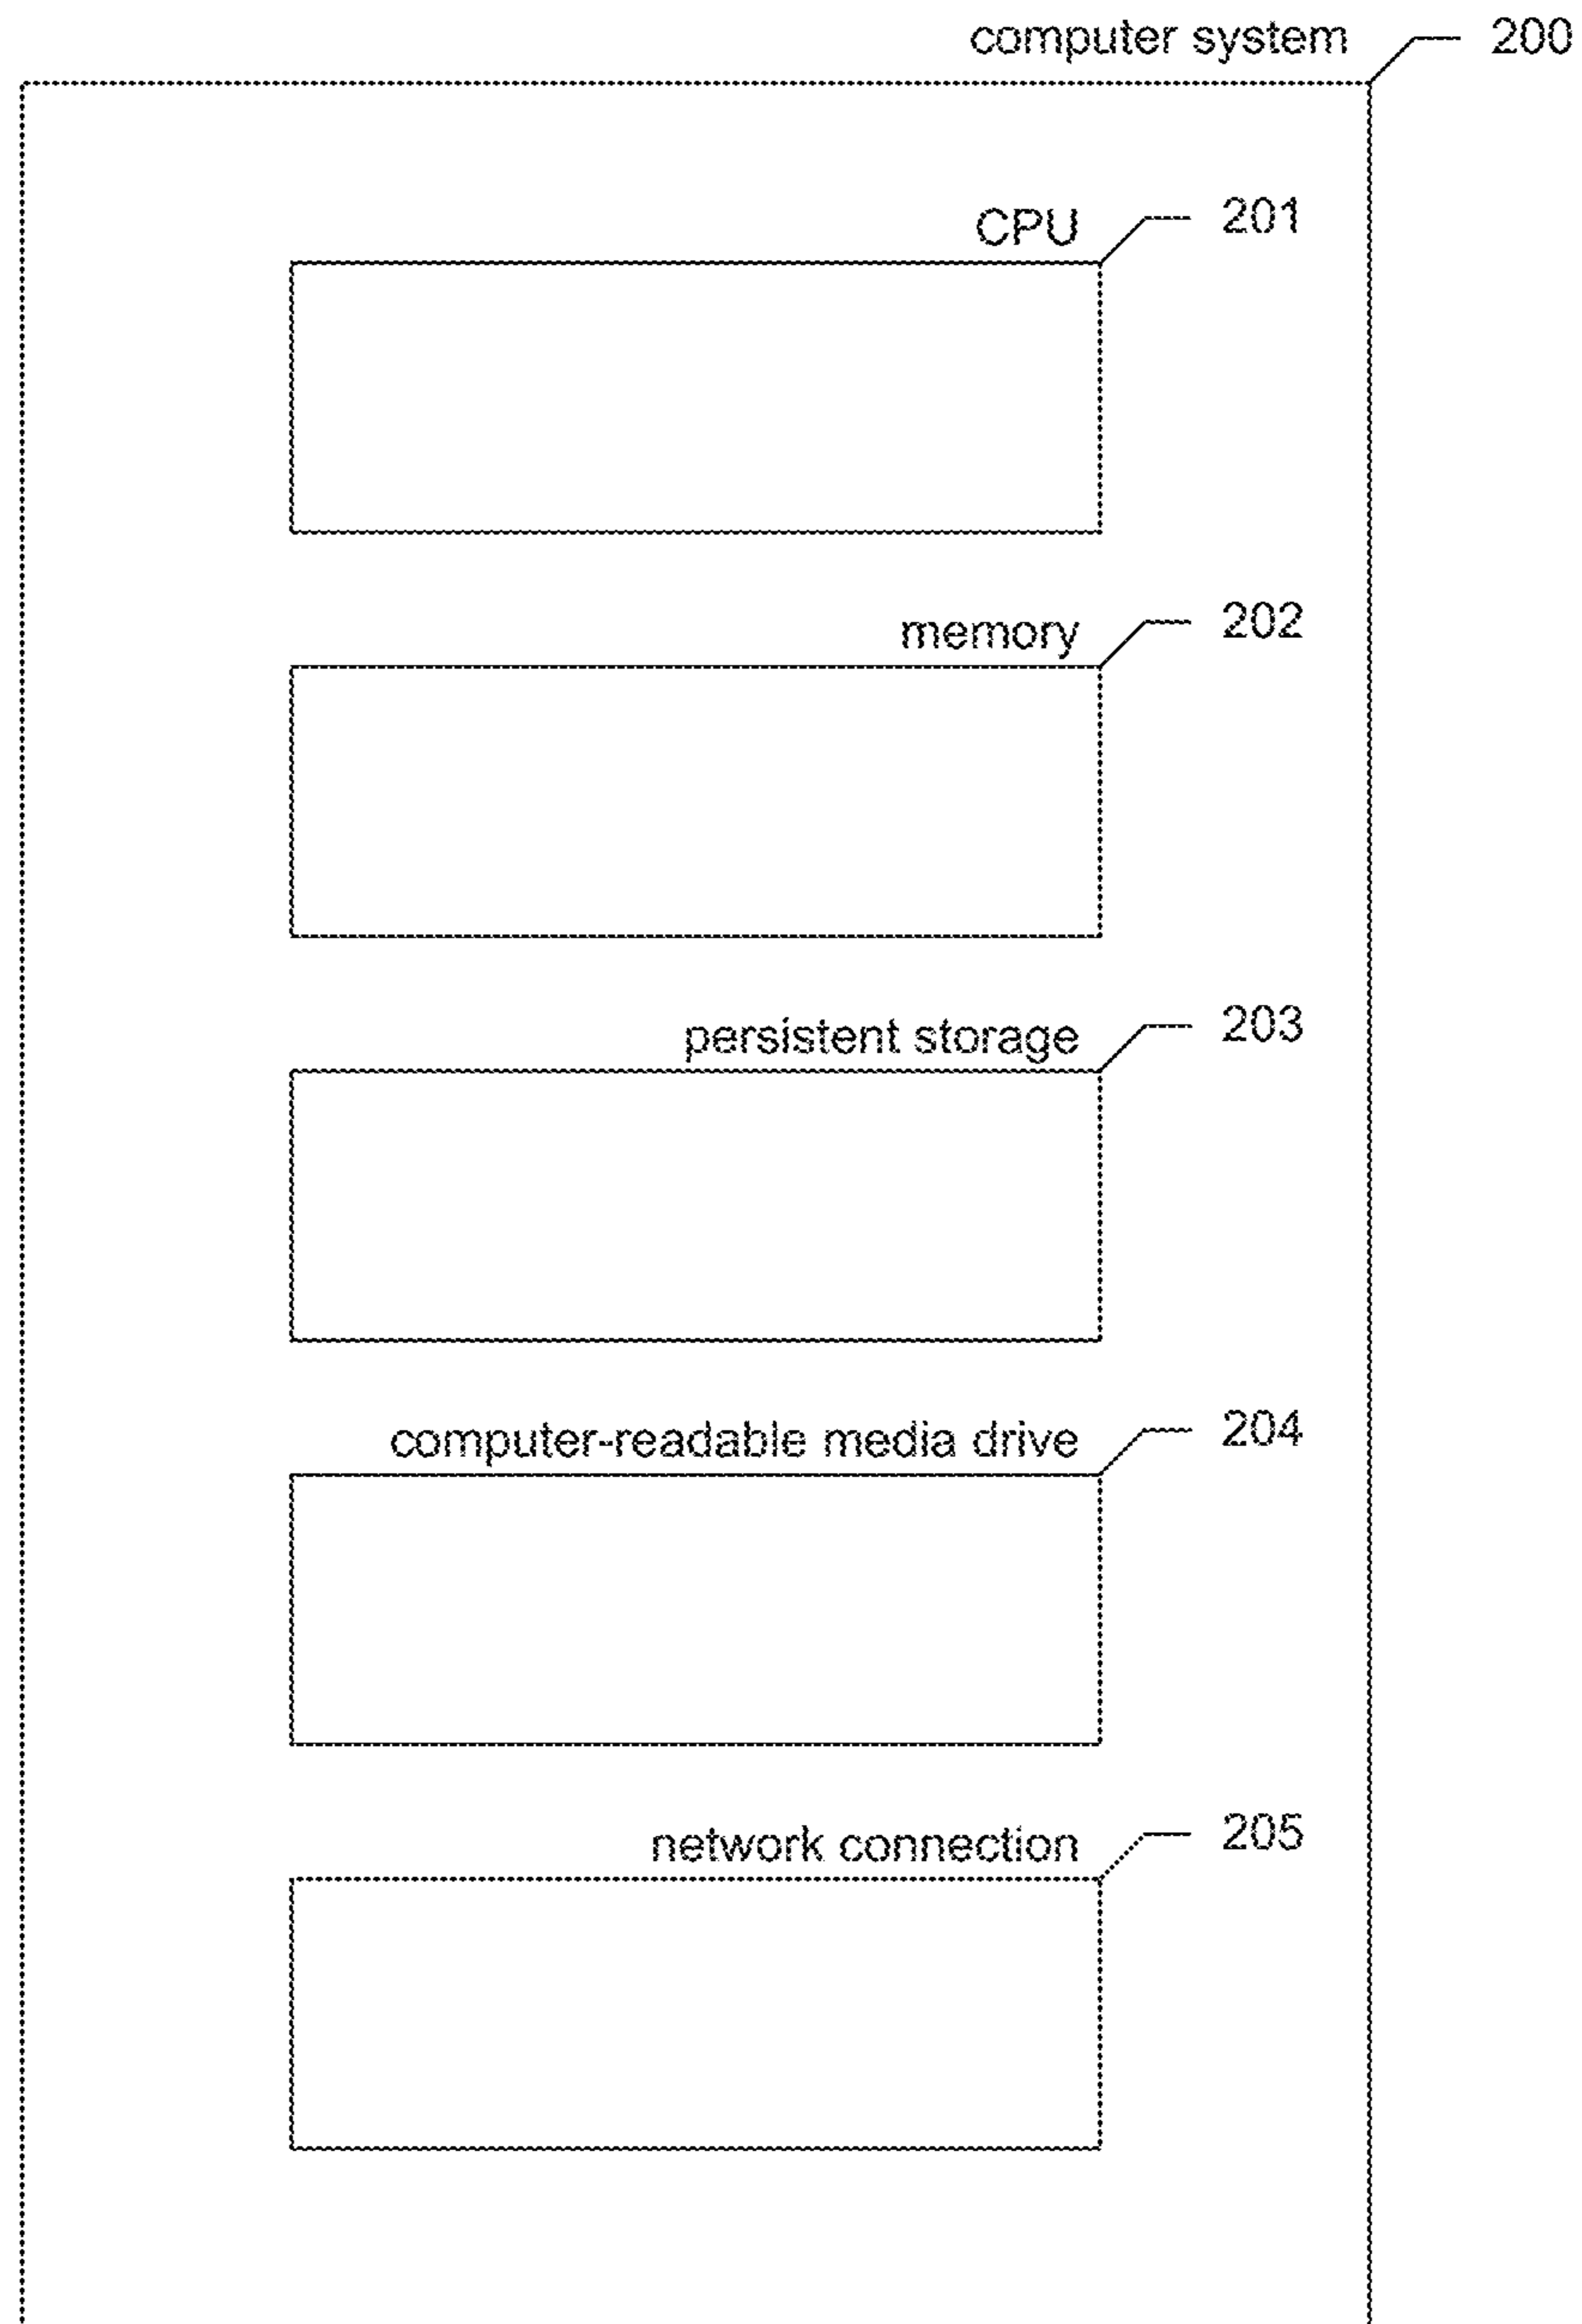 computer system 200
CPU 201
memory 202
persistent storage 203
computer-readable media drive 204
network connection 205